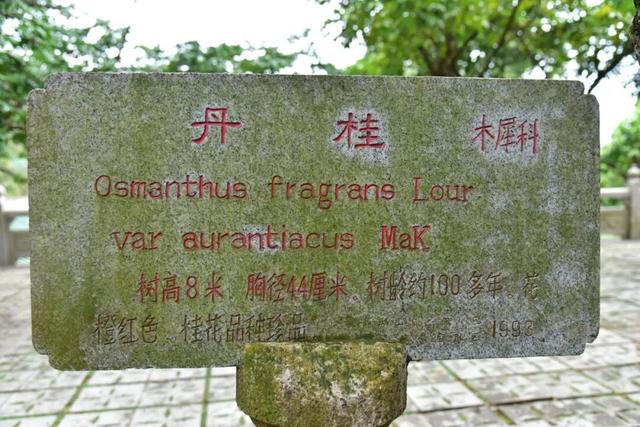 丹 桂 木犀科
Osmanthus fragrans Lour
var aurantiacus MaK
树高8米 胸径44厘米、树龄约100多年、花
橙红色、桂花品种珍品 1993